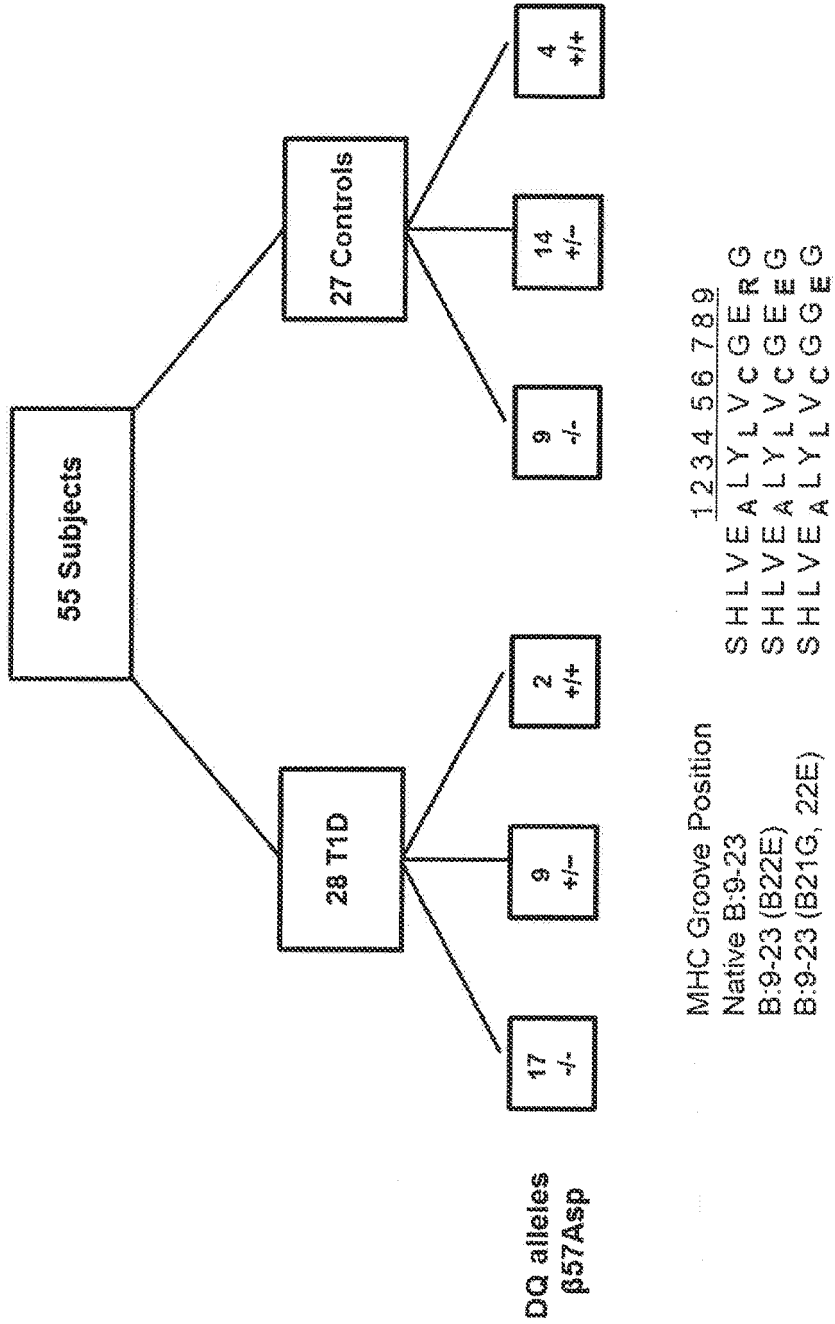 55 Subjects
28 T1D
27 Controls
DQ alleles
β57Asp
17
-/-
9
+/-
2
+/+
9
-/-
14
+/-
4
+/+
MHC Groove Position 1 2 3 4 5 6 7 8 9
Native B:9-23 S H L V E A L Y L V C G E R G
B:9-23 (B22E) S H L V E A L Y L V C G E E G
B:9-23 (B21G, 22E) S H L V E A L Y L V C G G E G